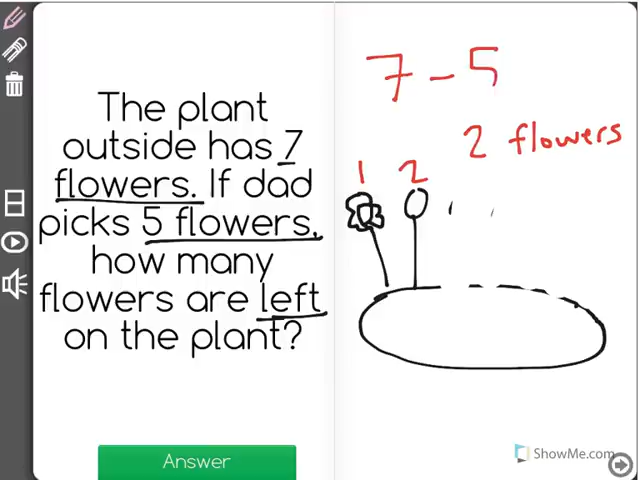 The plant
outside has 7
flowers. If dad
picks 5 flowers,
how many
flowers are left
on the plant?
Answer
7 - 5
2 flowers
1 2
ShowMe.com